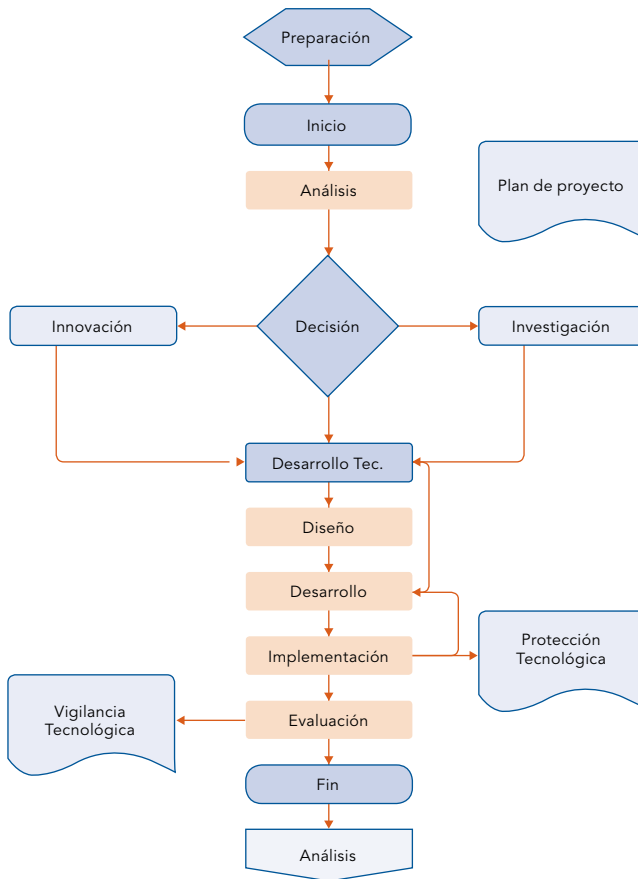 Preparación
Inicio
Análisis
Plan de proyecto
Innovación
Decisión
Investigación
Desarrollo Tec.
Diseño
Desarrollo
Implementación
Protección
Tecnológica
Vigilancia
Tecnológica
Evaluación
Fin
Análisis